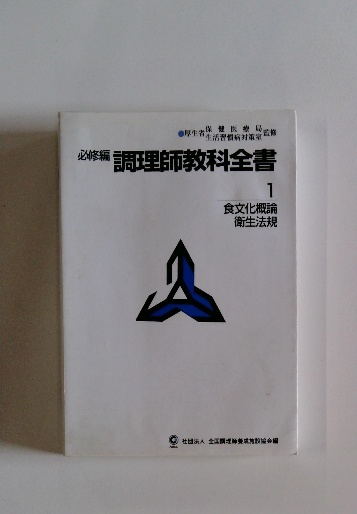 ●厚生省 保健医療局 生活習慣病対策室 監修
必修編 調理師教科全書
1
食文化概論
衛生法規
社団法人 全国調理師養成施設協会編